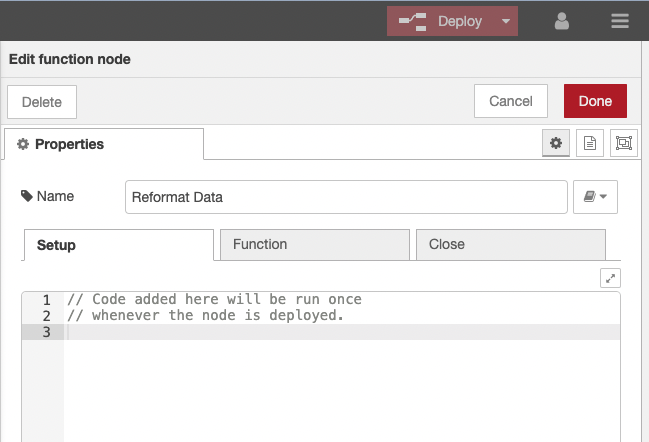 Deploy
Edit function node
Delete
Cancel
Done
Properties
Name
Reformat Data
Setup
Function
Close
1 // Code added here will be run once
2 // whenever the node is deployed.
3